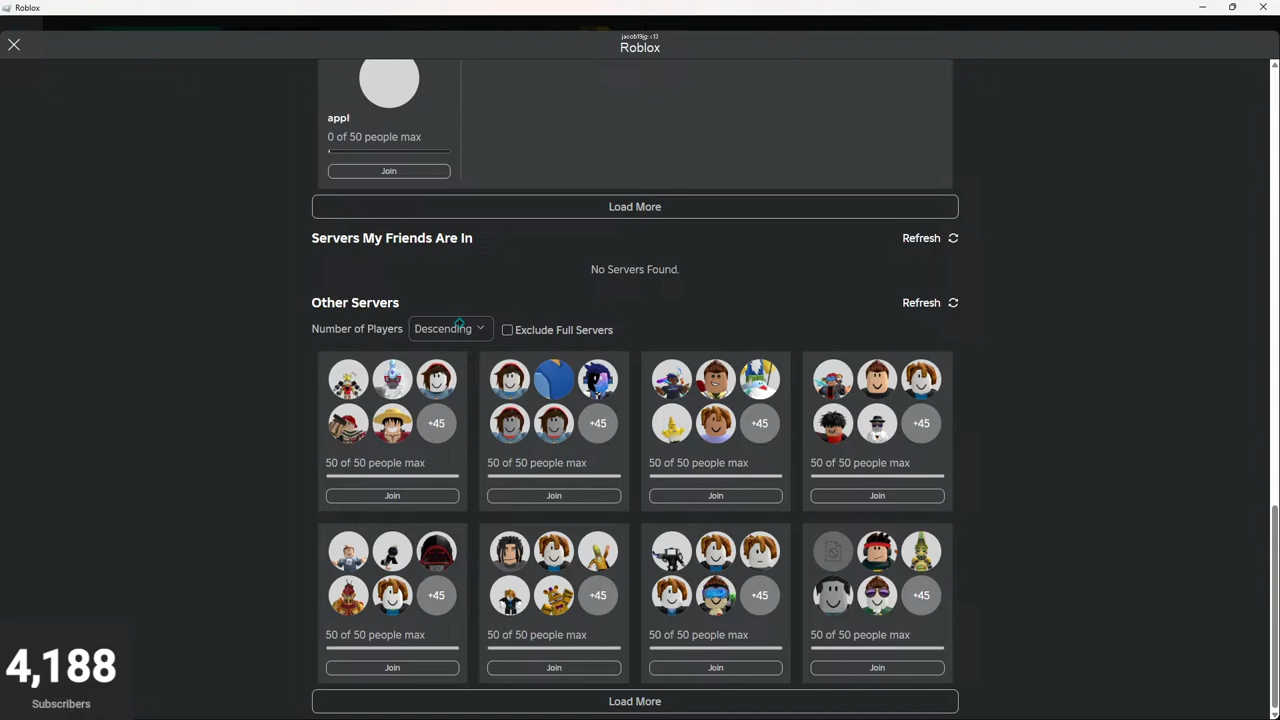 Roblox
jacob19jg: <13
Roblox
appl
0 of 50 people max
Join
Load More
Servers My Friends Are In
Refresh
No Servers Found.
Other Servers
Refresh
Number of Players
Descending
Exclude Full Servers
+45
+45
+45
+45
50 of 50 people max
50 of 50 people max
50 of 50 people max
50 of 50 people max
Join
Join
Join
Join
+45
+45
+45
+45
50 of 50 people max
50 of 50 people max
50 of 50 people max
50 of 50 people max
Join
Join
Join
Join
4,188
Subscribers
Load More